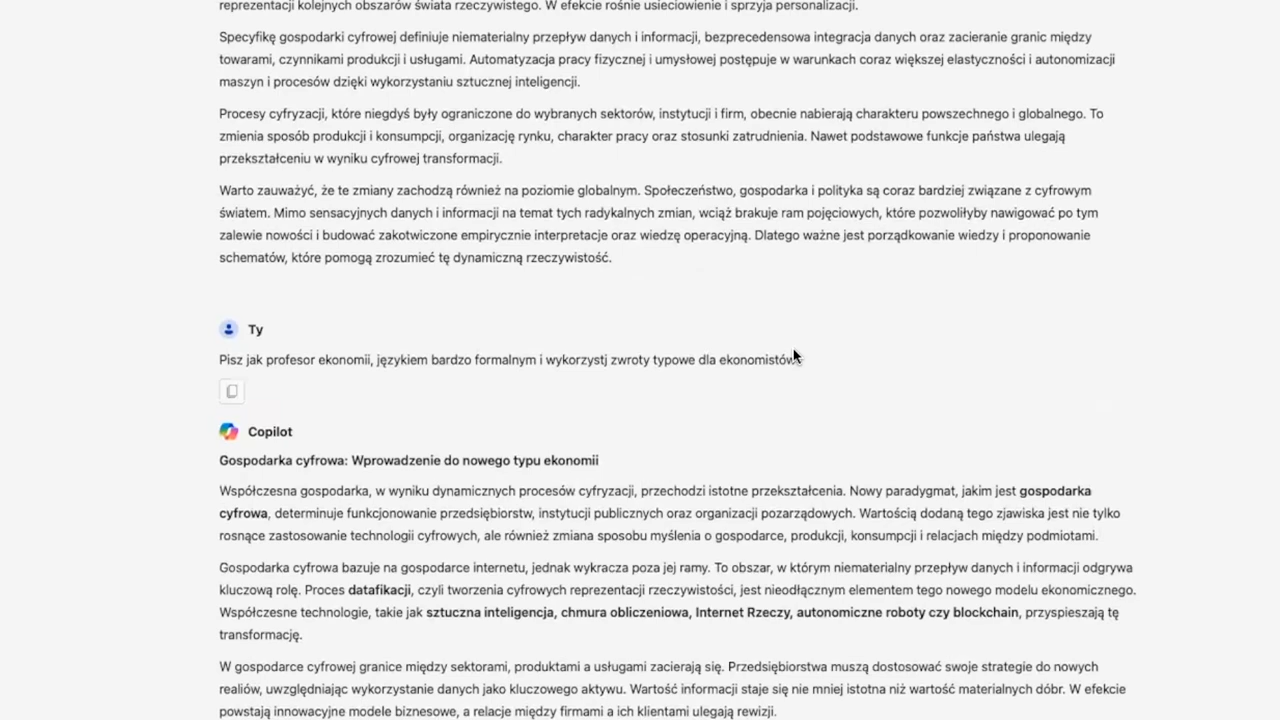 reprezentacji kolejnych obszarów świata rzeczywistego. W efekcie rośnie usieciowienie i sprzyja personalizacji.
Specyfikę gospodarki cyfrowej definiuje niematerialny przepływ danych i informacji, bezprecedensowa integracja danych oraz zacieranie granic między
towarami, czynnikami produkcji i usługami. Automatyzacja pracy fizycznej i umysłowej postępuje w warunkach coraz większej elastyczności i autonomizacji
maszyn i procesów dzięki wykorzystaniu sztucznej inteligencji.
Procesy cyfryzacji, które niegdyś były ograniczone do wybranych sektorów, instytucji i firm, obecnie nabierają charakteru powszechnego i globalnego. To
zmienia sposób produkcji i konsumpcji, organizację rynku, charakter pracy oraz stosunki zatrudnienia. Nawet podstawowe funkcje państwa ulegają
przekształceniu w wyniku cyfrowej transformacji.
Warto zauważyć, że te zmiany zachodzą również na poziomie globalnym. Społeczeństwo, gospodarka i polityka są coraz bardziej związane z cyfrowym
światem. Mimo sensacyjnych danych i informacji na temat tych radykalnych zmian, wciąż brakuje ram pojęciowych, które pozwoliłyby nawigować po tym
zalewie nowości i budować zakotwiczone empirycznie interpretacje oraz wiedzę operacyjną. Dlatego ważne jest porządkowanie wiedzy i proponowanie
schematów, które pomogą zrozumieć tę dynamiczną rzeczywistość.
Ty
Pisz jak profesor ekonomii, językiem bardzo formalnym i wykorzystj zwroty typowe dla ekonomistów
Copilot
Gospodarka cyfrowa: Wprowadzenie do nowego typu ekonomii
Współczesna gospodarka, w wyniku dynamicznych procesów cyfryzacji, przechodzi istotne przekształcenia. Nowy paradygmat, jakim jest gospodarka
cyfrowa, determinuje funkcjonowanie przedsiębiorstw, instytucji publicznych oraz organizacji pozarządowych. Wartością dodaną tego zjawiska jest nie tylko
rosnące zastosowanie technologii cyfrowych, ale również zmiana sposobu myślenia o gospodarce, produkcji, konsumpcji i relacjach między podmiotami.
Gospodarka cyfrowa bazuje na gospodarce internetu, jednak wykracza poza jej ramy. To obszar, w którym niematerialny przepływ danych i informacji odgrywa
kluczową rolę. Proces datafikacji, czyli tworzenia cyfrowych reprezentacji rzeczywistości, jest nieodłącznym elementem tego nowego modelu ekonomicznego.
Współczesne technologie, takie jak sztuczna inteligencja, chmura obliczeniowa, Internet Rzeczy, autonomiczne roboty czy blockchain, przyspieszają tę
transformację.
W gospodarce cyfrowej granice między sektorami, produktami a usługami zacierają się. Przedsiębiorstwa muszą dostosować swoje strategie do nowych
realiów, uwzględniając wykorzystanie danych jako kluczowego aktywu. Wartość informacji staje się nie mniej istotna niż wartość materialnych dóbr. W efekcie
powstają innowacyjne modele biznesowe, a relacje między firmami a ich klientami ulegają rewizji.